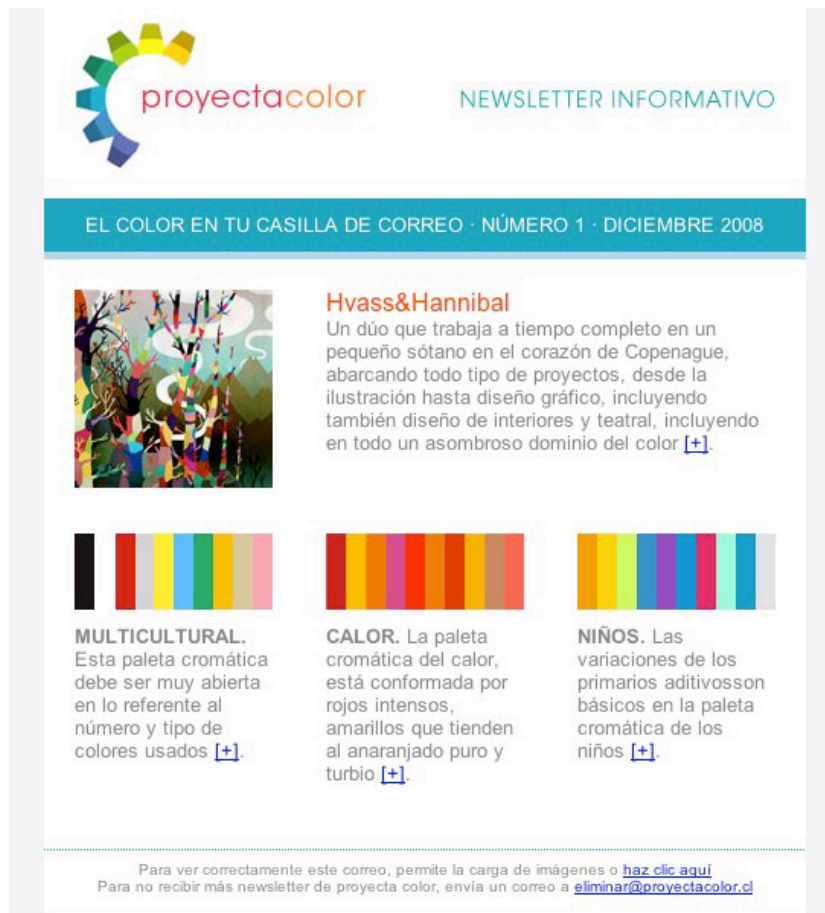 proyectacolor
NEWSLETTER INFORMATIVO
EL COLOR EN TU CASILLA DE CORREO · NÚMERO 1 · DICIEMBRE 2008
Hvass&Hannibal
Un dúo que trabaja a tiempo completo en un
pequeño sótano en el corazón de Copenague,
abarcando todo tipo de proyectos, desde la
ilustración hasta diseño gráfico, incluyendo
también diseño de interiores y teatral, incluyendo
en todo un asombroso dominio del color [+].
MULTICULTURAL.
Esta paleta cromática
debe ser muy abierta
en lo referente al
número y tipo de
colores usados [+].
CALOR. La paleta
cromática del calor,
está conformada por
rojos intensos,
amarillos que tienden
al anaranjado puro y
turbio [+].
NIÑOS. Las
variaciones de los
primarios aditivosson
básicos en la paleta
cromática de los
niños [+].
Para ver correctamente este correo, permite la carga de imágenes o haz clic aquí
Para no recibir más newsletter de proyecta color, envía un correo a eliminar@proyectacolor.cl